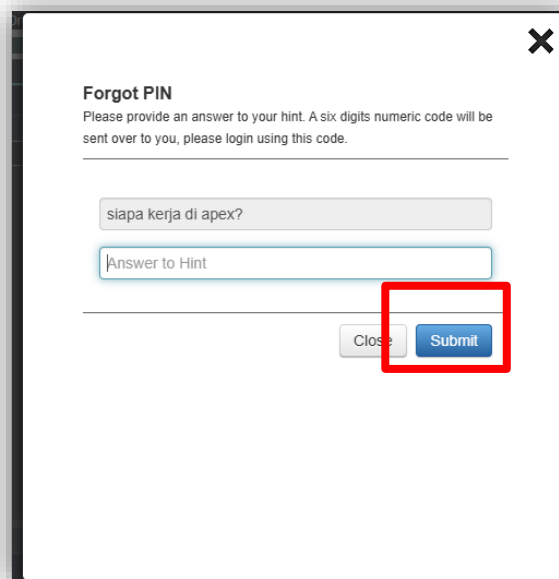 Forgot PIN
Please provide an answer to your hint. A six digits numeric code will be
sent over to you, please login using this code.
siapa kerja di apex?
Answer to Hint
Close Submit